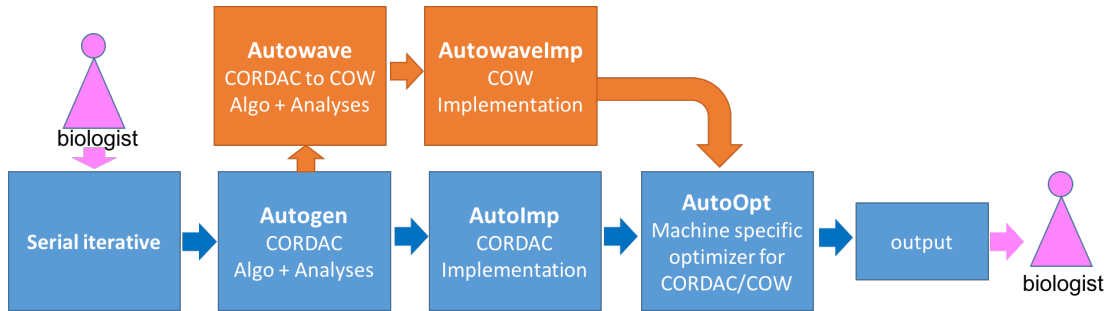 biologist
Autowave
CORDAC to COW
Algo + Analyses
AutowaveImp
COW
Implementation
Serial iterative
Autogen
CORDAC
Algo + Analyses
AutoImp
CORDAC
Implementation
AutoOpt
Machine specific
optimizer for
CORDAC/COW
output
biologist